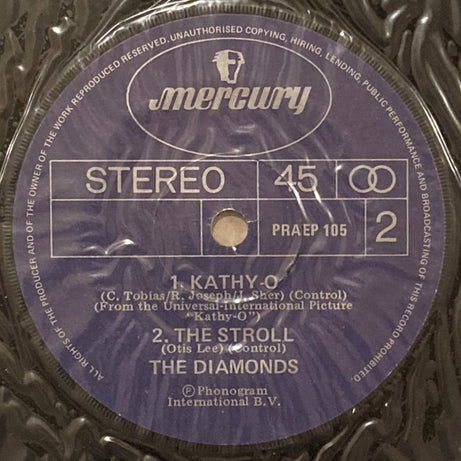 ALL RIGHTS OF THE PRODUCER AND OF THE OWNER OF THE WORK REPRODUCED RESERVED. UNAUTHORISED COPYING, HIRING, LENDING, PUBLIC PERFORMANCE AND BROADCASTING OF THIS RECORD PROHIBITED.
mercury
STEREO 45
PRAEP 105 2
1. KATHY-O
(C. Tobias/R. Joseph/J. Sher) (Control)
(From the Universal-International Picture
"Kathy-O")
2. THE STROLL
(Otis Lee) (Control)
THE DIAMONDS
Ⓟ Phonogram
International B.V.